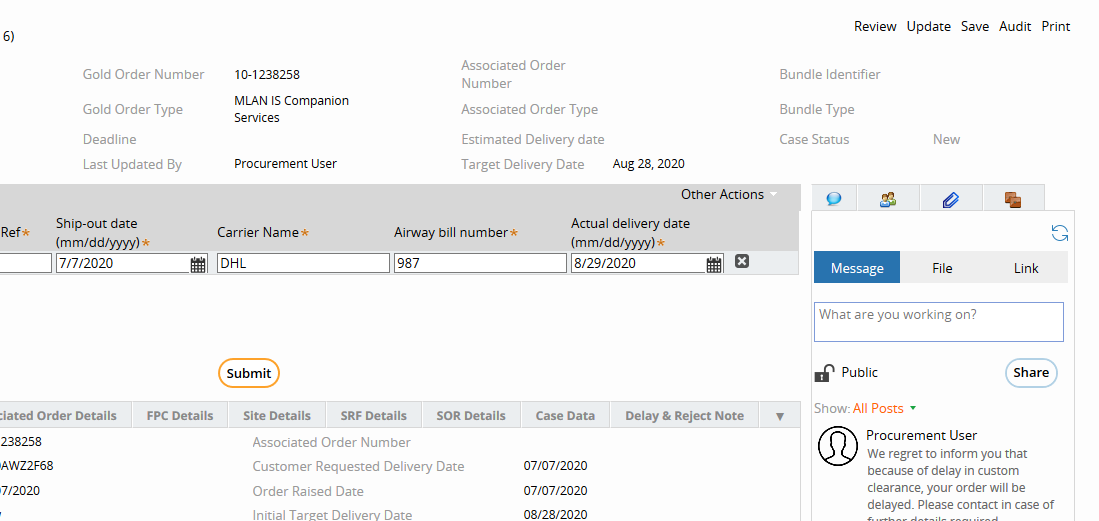 Review Update Save Audit Print
6)
Gold Order Number 10-1238258 Associated Order Number Bundle Identifier
Gold Order Type MLAN IS Companion Services Associated Order Type Bundle Type
Deadline Estimated Delivery date Case Status New
Last Updated By Procurement User Target Delivery Date Aug 28, 2020
Other Actions
Ref* Ship-out date (mm/dd/yyyy)* Carrier Name* Airway bill number* Actual delivery date (mm/dd/yyyy)*
7/7/2020 DHL 987 8/29/2020
Submit
ciated Order Details FPC Details Site Details SRF Details SOR Details Case Data Delay & Reject Note
238258 Associated Order Number
AWZ2F68 Customer Requested Delivery Date 07/07/2020
7/2020 Order Raised Date 07/07/2020
Initial Target Delivery Date 08/28/2020
Message File Link
What are you working on?
Public Share
Show: All Posts
Procurement User
We regret to inform you that
because of delay in custom
clearance, your order will be
delayed. Please contact in case of
further details required